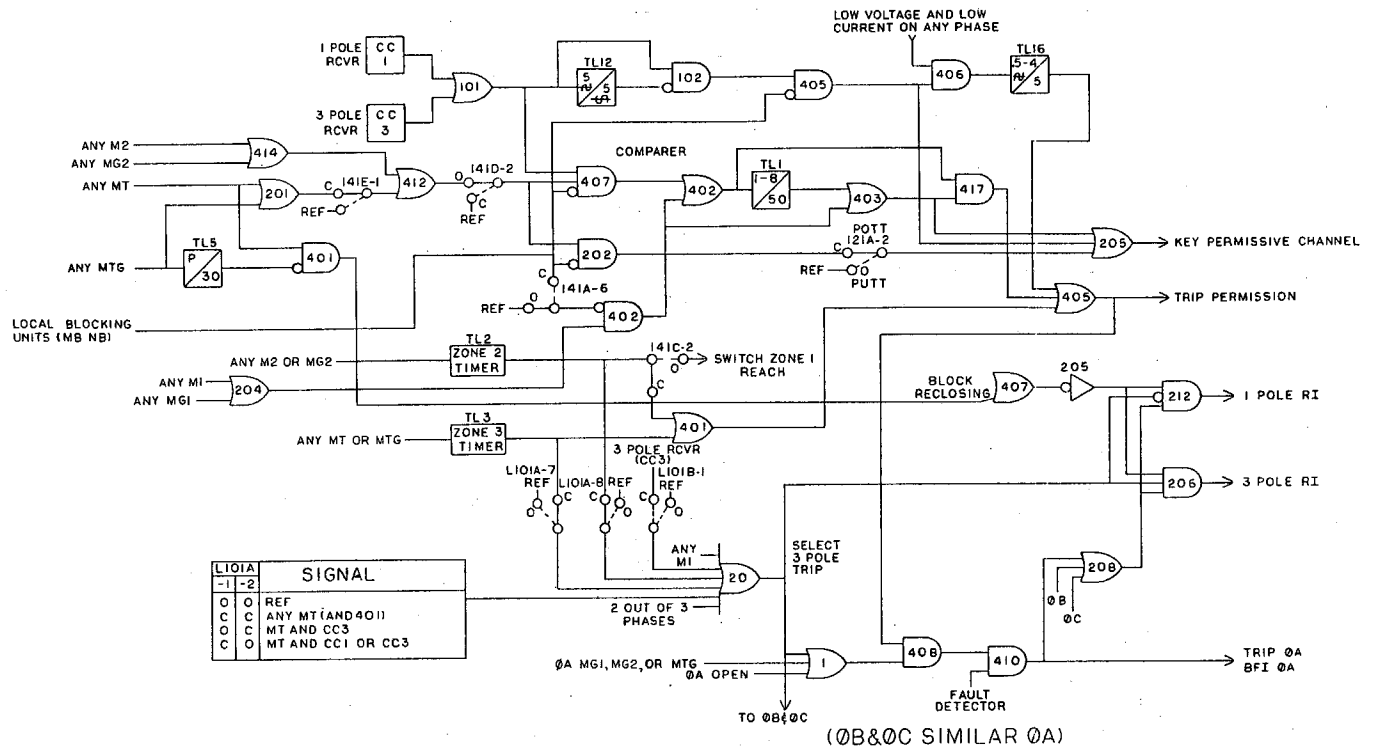 LOW VOLTAGE AND LOW
CURRENT ON ANY PHASE
1 POLE
RCVR
CC
1
3 POLE
RCVR
CC
3
101
TL12
5
5
102
405
406
TL16
.5-4
5
ANY M2
ANY MG2
414
ANY MT
201
C
141E-1
REF
412
O
141D-2
C
REF
COMPARER
407
402
TL1
1-8
50
403
417
ANY MTG
TL5
P
30
401
202
POTT
121A-2
C
REF
O
PUTT
205
KEY PERMISSIVE CHANNEL
C
141A-6
REF
O
402
405
TRIP PERMISSION
LOCAL BLOCKING
UNITS (MB NB)
ANY M2 OR MG2
TL2
ZONE 2
TIMER
141C-2
O
C
SWITCH ZONE 1
REACH
ANY M1
ANY MG1
204
BLOCK
RECLOSING
407
205
212
1 POLE RI
ANY MT OR MTG
TL3
ZONE 3
TIMER
401
3 POLE RCVR
(CC3)
L101A-7
REF
O
C
L101A-8
REF
C
O
L101B-1
REF
C
O
206
3 POLE RI
ANY
M1
20
SELECT
3 POLE
TRIP
2 OUT OF 3
PHASES
208
ØB
ØC
L101A
-1 -2 SIGNAL
O O REF
C C ANY MT (AND401)
O C MT AND CC3
C O MT AND CC1 OR CC3
ØA MG1, MG2, OR MTG
ØA OPEN
1
408
410
FAULT
DETECTOR
TRIP ØA
BFI ØA
TO ØB&ØC
(ØB&ØC SIMILAR ØA)